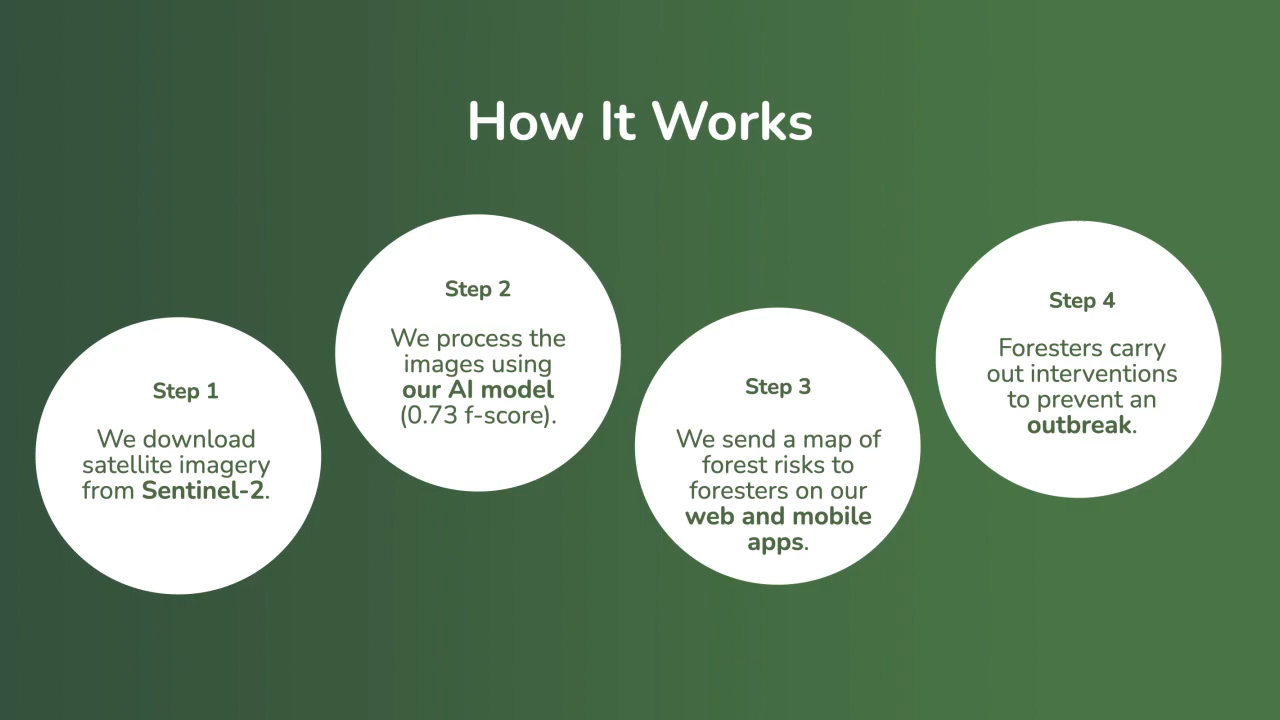 How It Works
Step 1
We download
satellite imagery
from Sentinel-2.
Step 2
We process the
images using
our AI model
(0.73 f-score).
Step 3
We send a map of
forest risks to
foresters on our
web and mobile
apps.
Step 4
Foresters carry
out interventions
to prevent an
outbreak.